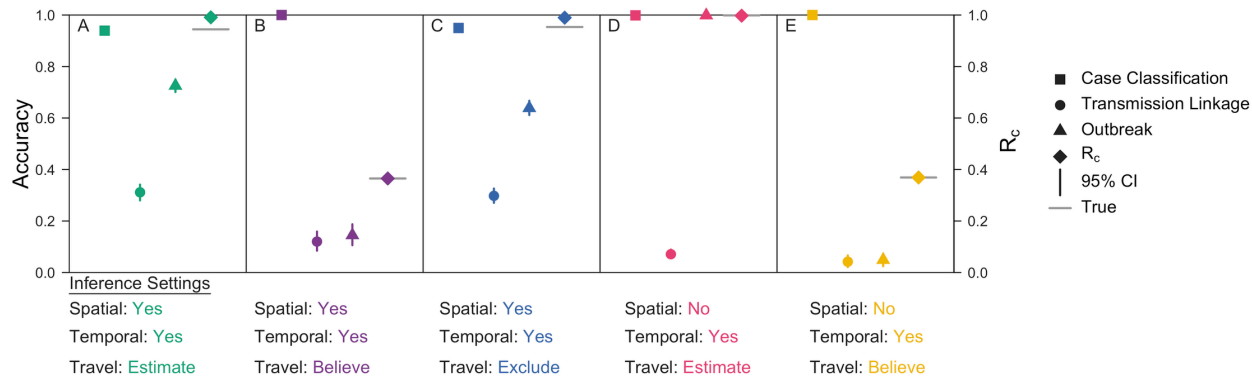 A
B
C
D
E
1.0
0.8
0.6
0.4
0.2
0.0
Accuracy
1.0
0.8
0.6
0.4
0.2
0.0
Rc
Case Classification
Transmission Linkage
Outbreak
Rc
95% CI
True
Inference Settings
Spatial: Yes
Temporal: Yes
Travel: Estimate
Spatial: Yes
Temporal: Yes
Travel: Believe
Spatial: Yes
Temporal: Yes
Travel: Exclude
Spatial: No
Temporal: Yes
Travel: Estimate
Spatial: No
Temporal: Yes
Travel: Believe